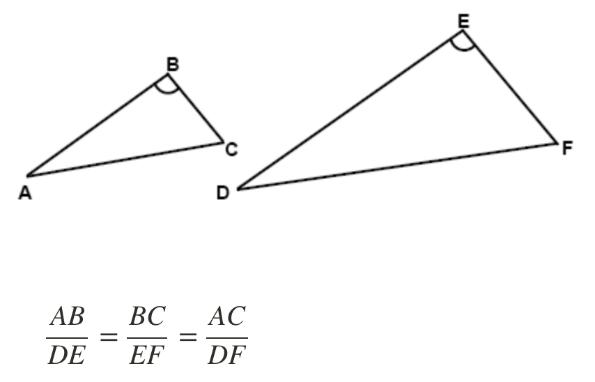 E
B
C
F
A
D
AB/DE = BC/EF = AC/DF